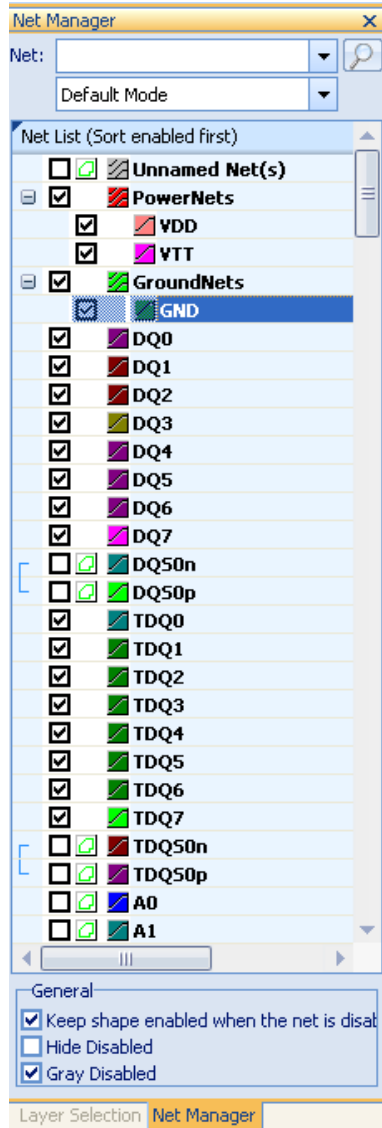 Net Manager
Net:
Default Mode
Net List (Sort enabled first)
Unnamed Net(s)
PowerNets
VDD
VTT
GroundNets
GND
DQ0
DQ1
DQ2
DQ3
DQ4
DQ5
DQ6
DQ7
DQS0n
DQS0p
TDQ0
TDQ1
TDQ2
TDQ3
TDQ4
TDQ5
TDQ6
TDQ7
TDQS0n
TDQS0p
A0
A1
General
Keep shape enabled when the net is disab
Hide Disabled
Gray Disabled
Layer Selection Net Manager